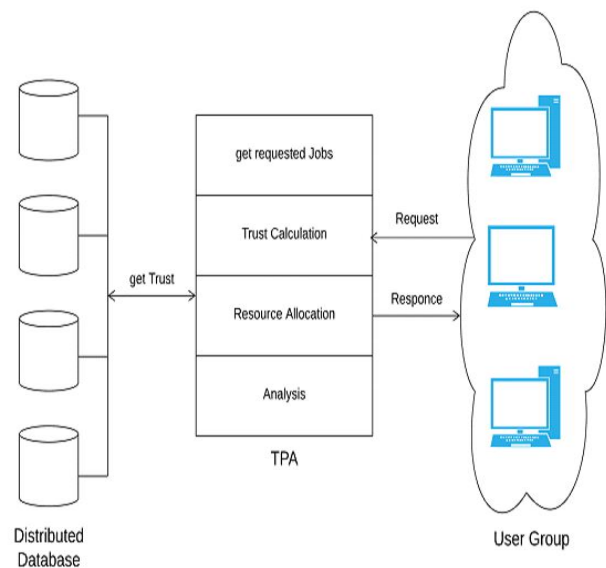 get requested Jobs
Trust Calculation
Request
get Trust
Resource Allocation
Responce
Analysis
TPA
Distributed
Database
User Group